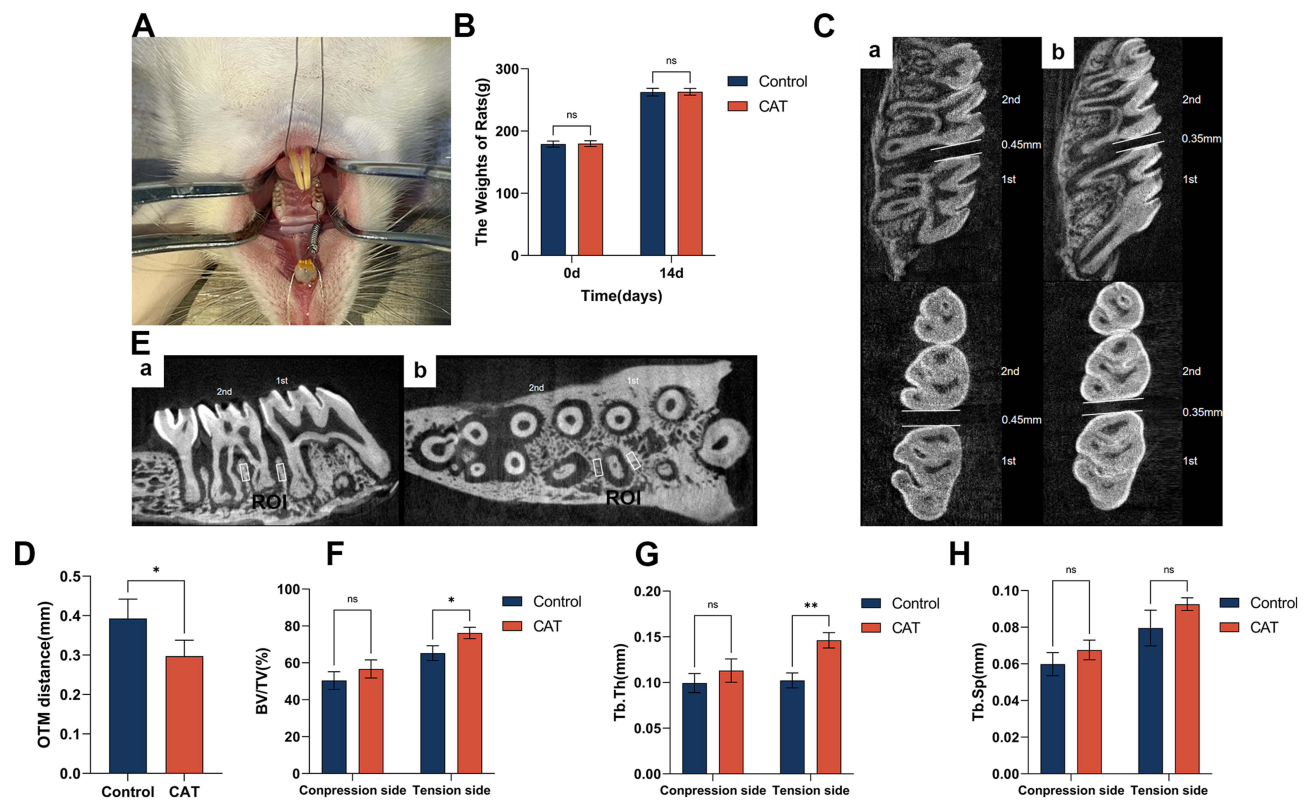 A
B
The Weights of Rats(g)
300
200
100
0
ns
ns
0d
14d
Time(days)
Control
CAT
C
a
b
2nd
0.45mm
1st
2nd
0.35mm
1st
2nd
0.45mm
1st
2nd
0.35mm
1st
E
a
2nd
1st
ROI
b
2nd
1st
ROI
D
OTM distance(mm)
0.5
0.4
0.3
0.2
0.1
0.0
*
Control
CAT
F
BV/TV(%)
100
80
60
40
20
0
ns
*
Conpression side
Tension side
Control
CAT
G
Tb.Th(mm)
0.20
0.15
0.10
0.05
0.00
ns
**
Conpression side
Tension side
Control
CAT
H
Tb.Sp(mm)
0.10
0.08
0.06
0.04
0.02
0.00
ns
ns
Conpression side
Tension side
Control
CAT